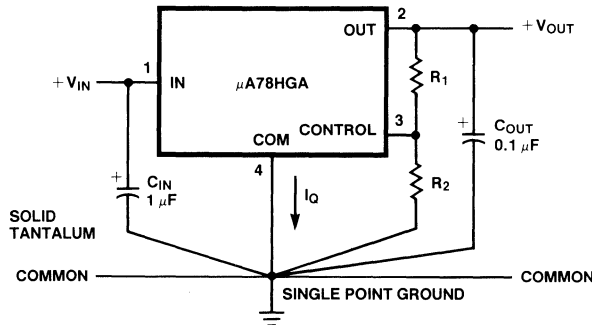 OUT
2
+ VOUT
+ VIN
1
IN
μA78HGA
R1
CONTROL
3
COM
4
+
COUT
0.1 μF
+
CIN
1 μF
IQ
R2
SOLID
TANTALUM
COMMON
SINGLE POINT GROUND
COMMON